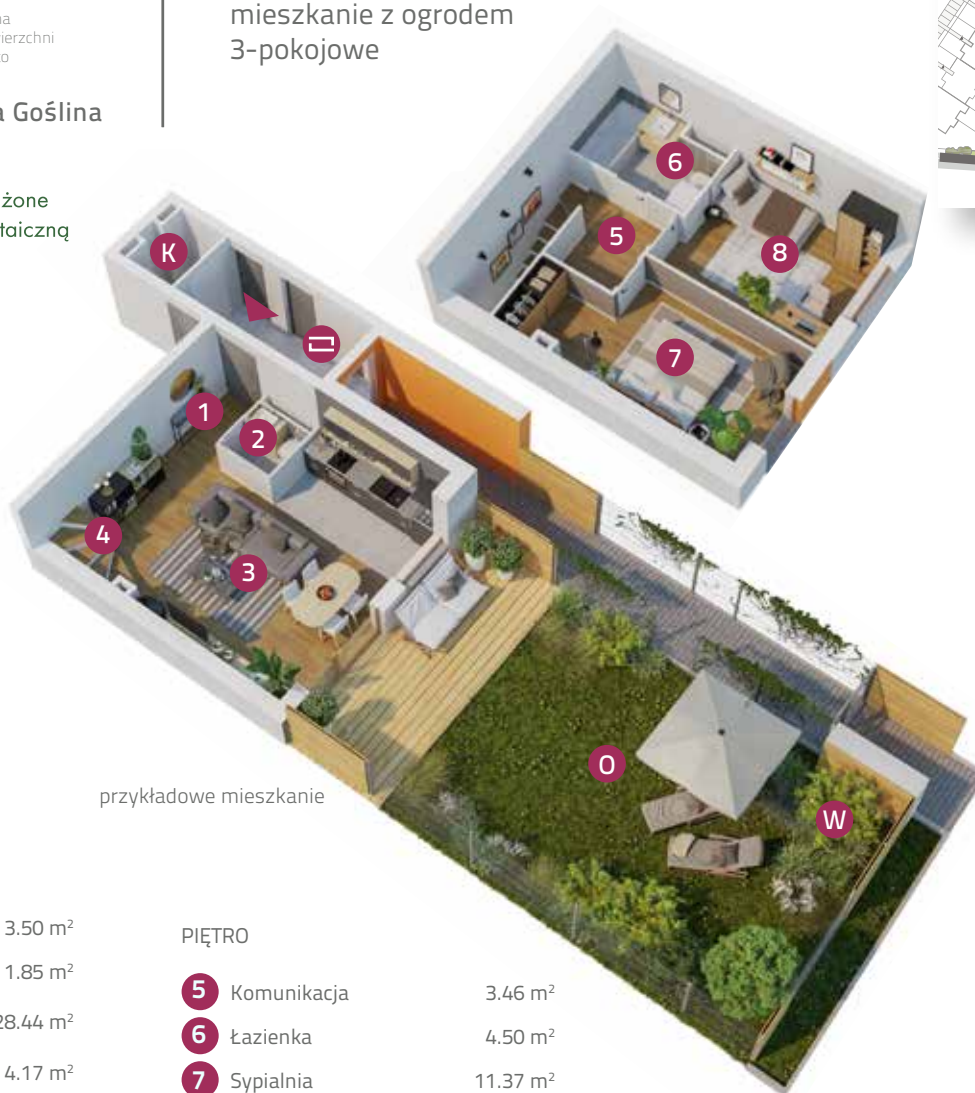 mieszkanie z ogrodem
3-pokojowe
Goślina
K
6
5
8
7
1
2
4
3
O
W
przykładowe mieszkanie
3.50 m²
1.85 m²
28.44 m²
4.17 m²
PIĘTRO
5 Komunikacja 3.46 m²
6 Łazienka 4.50 m²
7 Sypialnia 11.37 m²